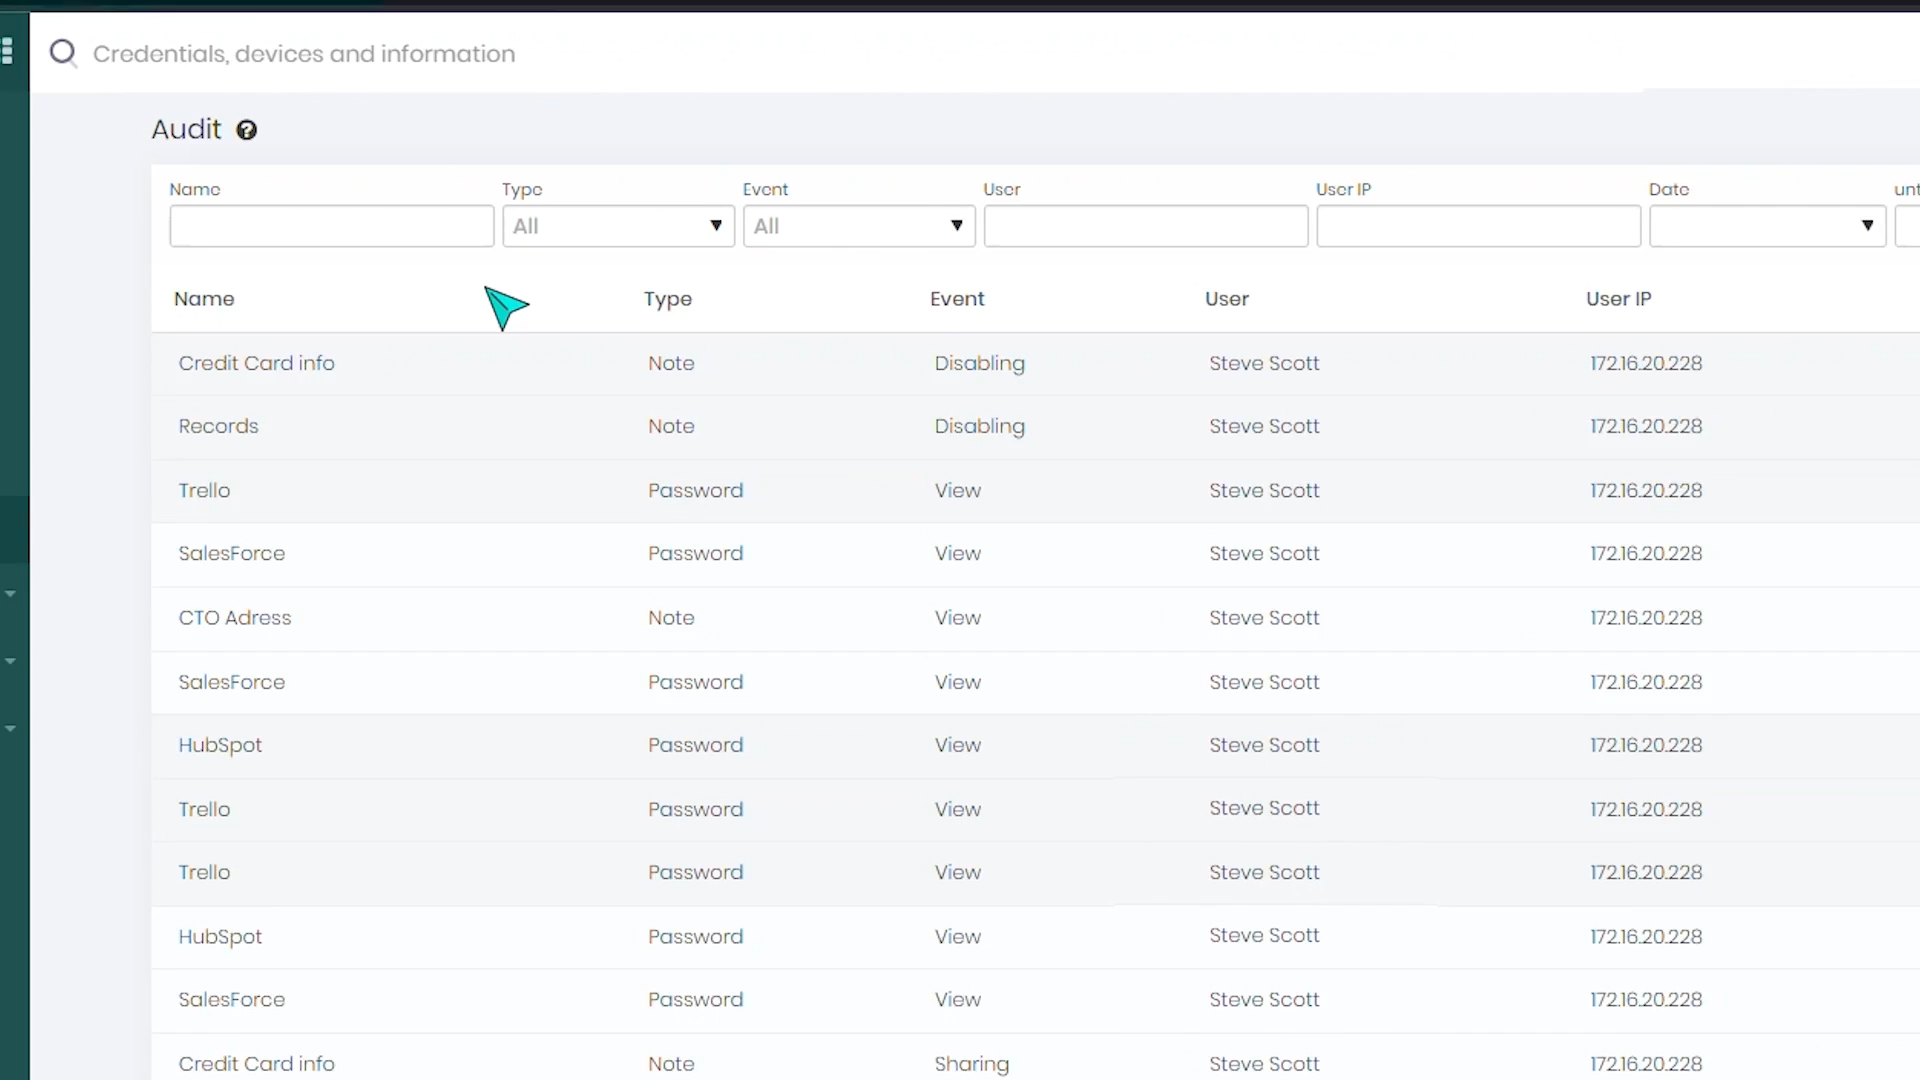 Credentials, devices and information
Audit
Name Type Event User User IP Date unt
All All
Name Type Event User User IP
Credit Card info Note Disabling Steve Scott 172.16.20.228
Records Note Disabling Steve Scott 172.16.20.228
Trello Password View Steve Scott 172.16.20.228
SalesForce Password View Steve Scott 172.16.20.228
CTO Adress Note View Steve Scott 172.16.20.228
SalesForce Password View Steve Scott 172.16.20.228
HubSpot Password View Steve Scott 172.16.20.228
Trello Password View Steve Scott 172.16.20.228
Trello Password View Steve Scott 172.16.20.228
HubSpot Password View Steve Scott 172.16.20.228
SalesForce Password View Steve Scott 172.16.20.228
Credit Card info Note Sharing Steve Scott 172.16.20.228